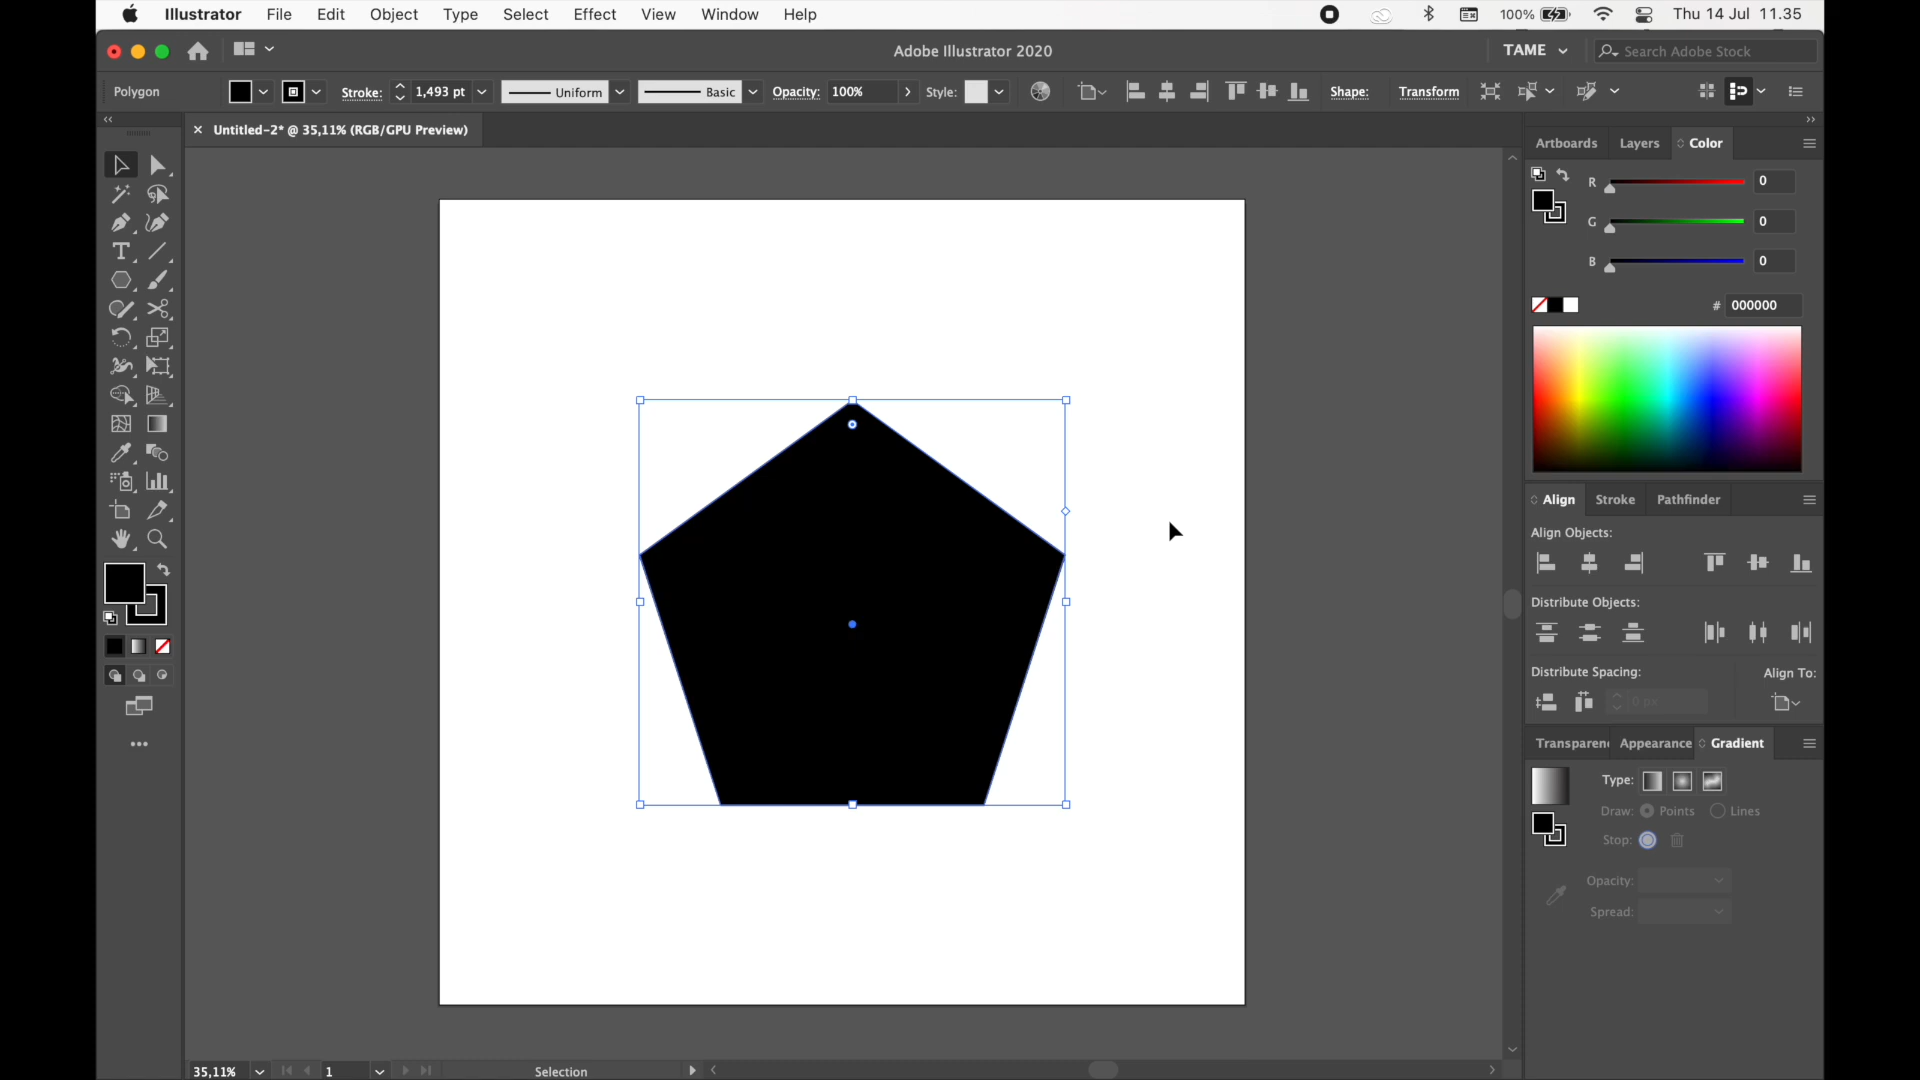 Illustrator File Edit Object Type Select Effect View Window Help 100% Thu 14 Jul 11.35
Adobe Illustrator 2020 TAME Search Adobe Stock
Polygon Stroke: 1,493 pt Uniform Basic Opacity: 100% Style: Shape: Transform
× Untitled-2* @ 35,11% (RGB/GPU Preview)
Artboards Layers Color
R 0
G 0
B 0
# 000000
Align Stroke Pathfinder
Align Objects:
Distribute Objects:
Distribute Spacing: Align To:
0 px
Transparen Appearance Gradient
Type:
Draw: Points Lines
Stop:
Opacity:
Spread:
35,11% 1 Selection